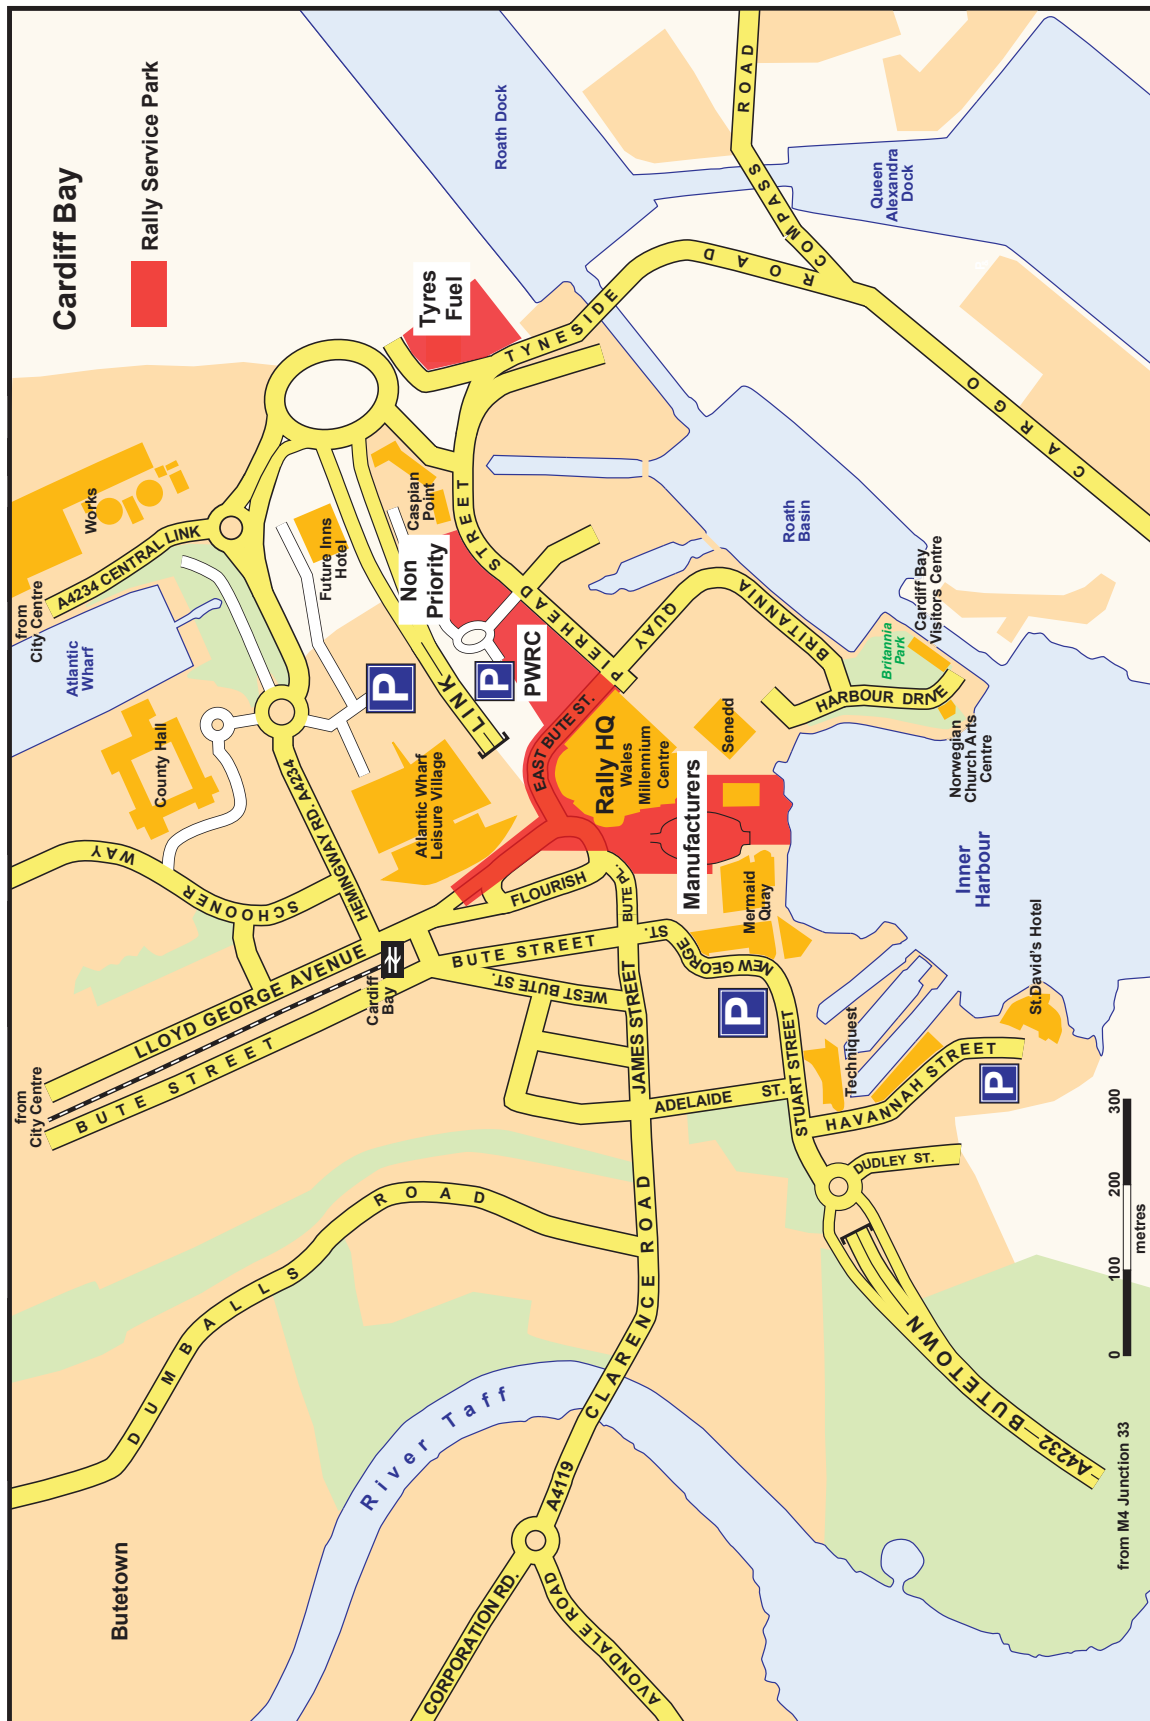 Cardiff Bay
Rally Service Park
Butetown
from
City Centre
from
City Centre
A4234 CENTRAL LINK
Works
Atlantic
Wharf
County Hall
SCHOONER WAY
HEMINGWAY RD. A4234
LLOYD GEORGE AVENUE
BUTE STREET
Cardiff
Bay
Future Inns
Hotel
P
Atlantic Wharf
Leisure Village
LINK
Non
Priority
Caspian
Point
Tyres
Fuel
P
PWRC
EAST BUTE ST.
PIERHEAD STREET
TYNESIDE ROAD
COMPASS ROAD
CARGO
Roath Dock
Queen
Alexandra
Dock
Roath
Basin
BRITANNIA QUAY
HARBOUR DRIVE
Britannia
Park
Cardiff Bay
Visitors Centre
Norwegian
Church Arts
Centre
Senedd
Rally HQ
Wales
Millennium
Centre
Manufacturers
Mermaid
Quay
Inner
Harbour
FLOURISH
BUTE PL.
BUTE STREET
WEST BUTE ST.
JAMES STREET
NEW GEORGE ST.
P
STUART STREET
ADELAIDE ST.
Techniquest
HAVANNAH STREET
St.David's Hotel
P
DUDLEY ST.
DUMBALLS ROAD
CLARENCE ROAD
A4119
CORPORATION RD.
AVONDALE ROAD
River Taff
A4232 BUTETOWN
from M4 Junction 33
0 100 200 300
metres